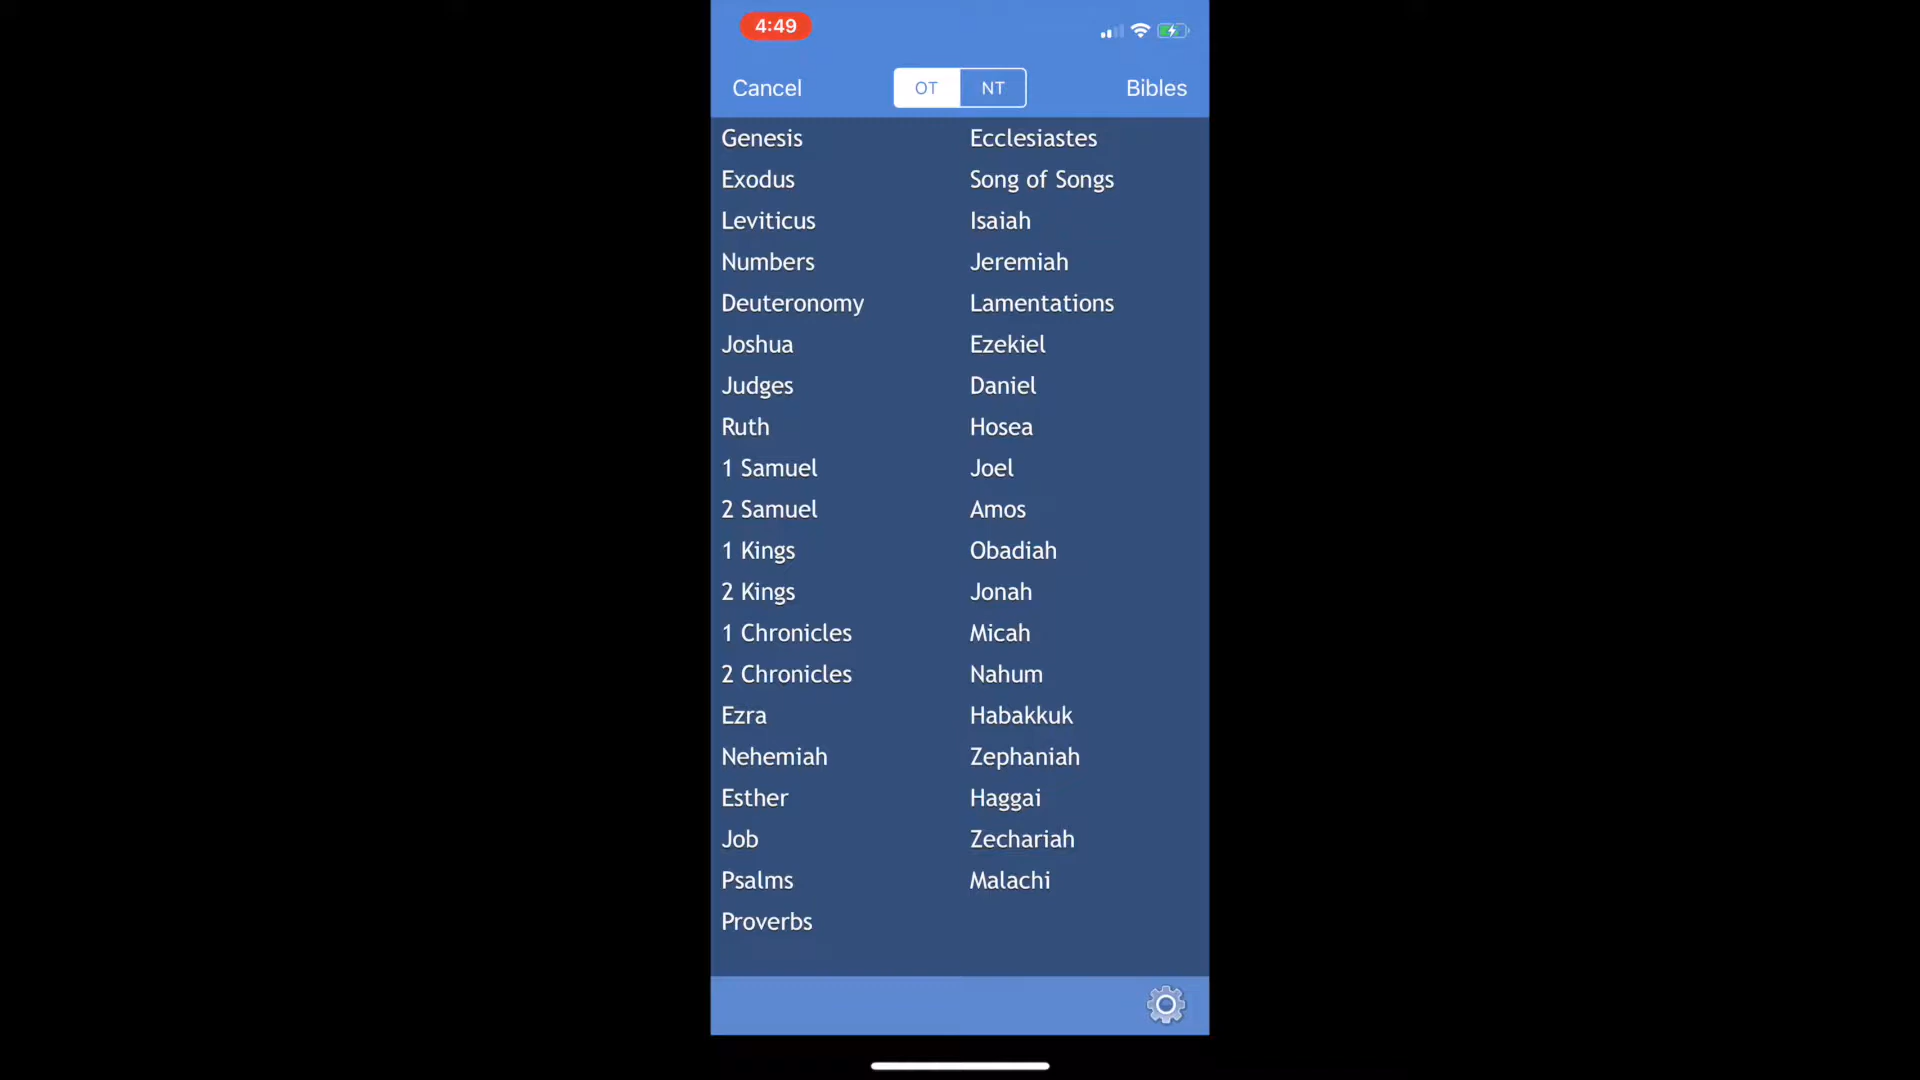 4:49
Cancel OT NT Bibles
Genesis
Exodus
Leviticus
Numbers
Deuteronomy
Joshua
Judges
Ruth
1 Samuel
2 Samuel
1 Kings
2 Kings
1 Chronicles
2 Chronicles
Ezra
Nehemiah
Esther
Job
Psalms
Proverbs
Ecclesiastes
Song of Songs
Isaiah
Jeremiah
Lamentations
Ezekiel
Daniel
Hosea
Joel
Amos
Obadiah
Jonah
Micah
Nahum
Habakkuk
Zephaniah
Haggai
Zechariah
Malachi